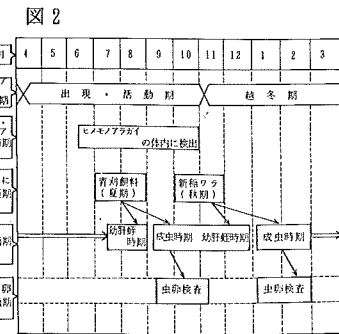 図2
月 4 5 6 7 8 9 10 11 12 1 2 3
出現・活動期 越冬期
ヒメモノアラガイ
の体内に検出
青刈飼料
(夏期)
新稲ワラ
(秋期)
幼肝蛭
時期
成虫時期 幼肝蛭時期 成虫時期
虫卵検査 虫卵検査